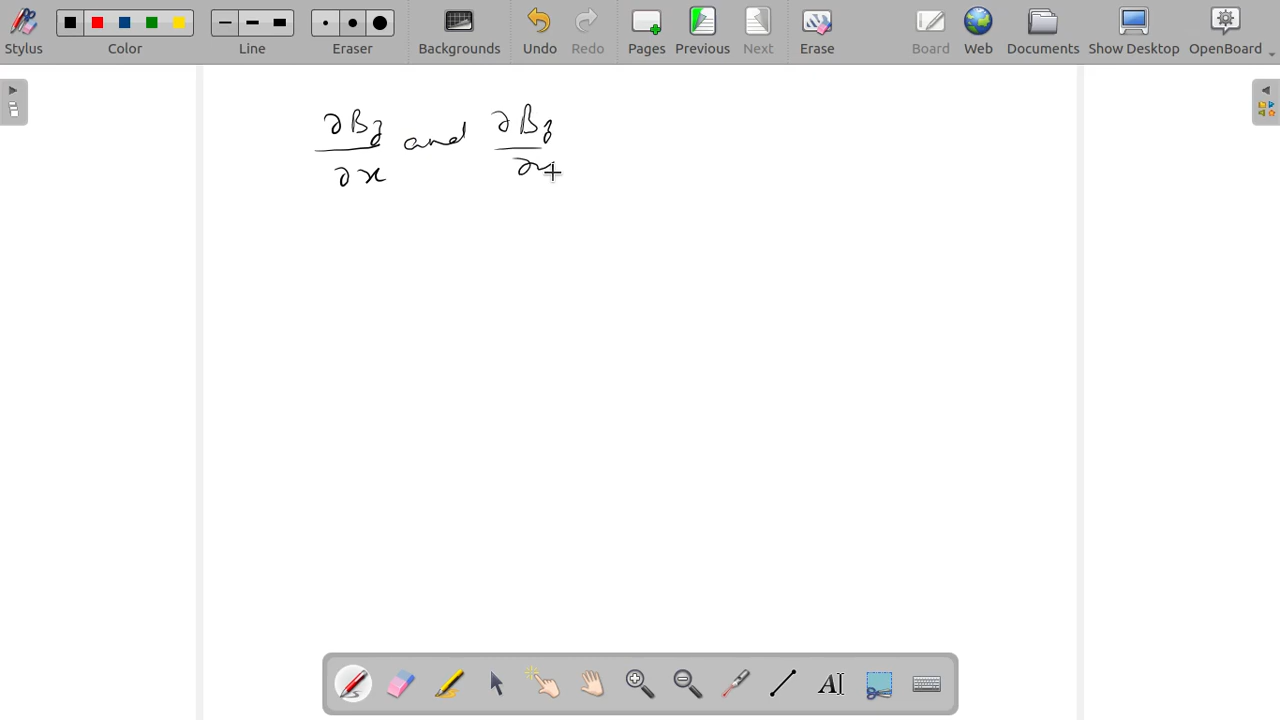 Stylus Color Line Eraser Backgrounds Undo Redo Pages Previous Next Erase Board Web Documents Show Desktop OpenBoard
∂Bz/∂x and ∂Bz/∂